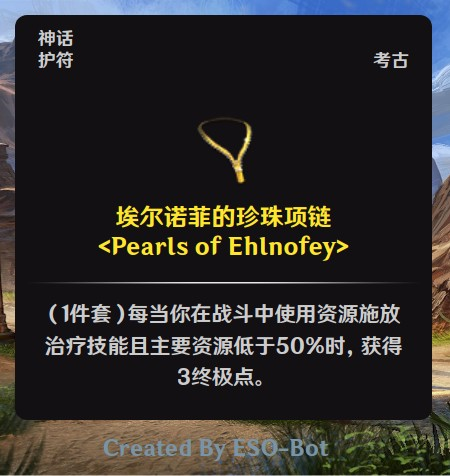 神话
护符
考古
埃尔诺菲的珍珠项链
<Pearls of Ehlnofey>
(1件套)每当你在战斗中使用资源施放
治疗技能且主要资源低于50%时, 获得
3终极点。
Created By ESO-Bot